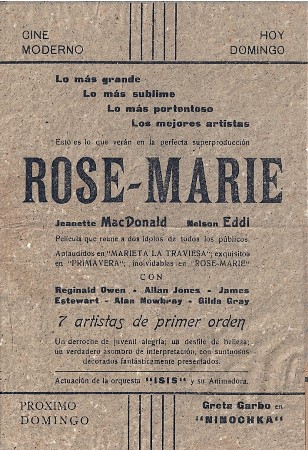 CINE
MODERNO
HOY
DOMINGO
Lo más grande
Lo más sublime
Lo más portentoso
Los mejores artistas
Esto es lo que verán en la perfecta superproducción
ROSE-MARIE
Jeanette MacDonald Nelson Eddi
Película que reune a dos ídolos de todos los públicos.
Aplaudidos en "MARIETA LA TRAVIESA"; exquisitos
en "PRIMAVERA"; inolvidables en "ROSE-MARIE"
CON
Reginald Owen - Allan Jones - James
Estewart - Alan Mowbray - Gilda Gray
7 artistas de primer orden
Un derroche de juvenil alegría; un desfile de belleza;
un verdadero asombro de interpretación, con suntuosos
decorados fantásticamente presentados.
Actuación de la orquesta "ISIS" y su Animadora.
PROXIMO
DOMINGO
Greta Garbo en
"NINOCHKA"